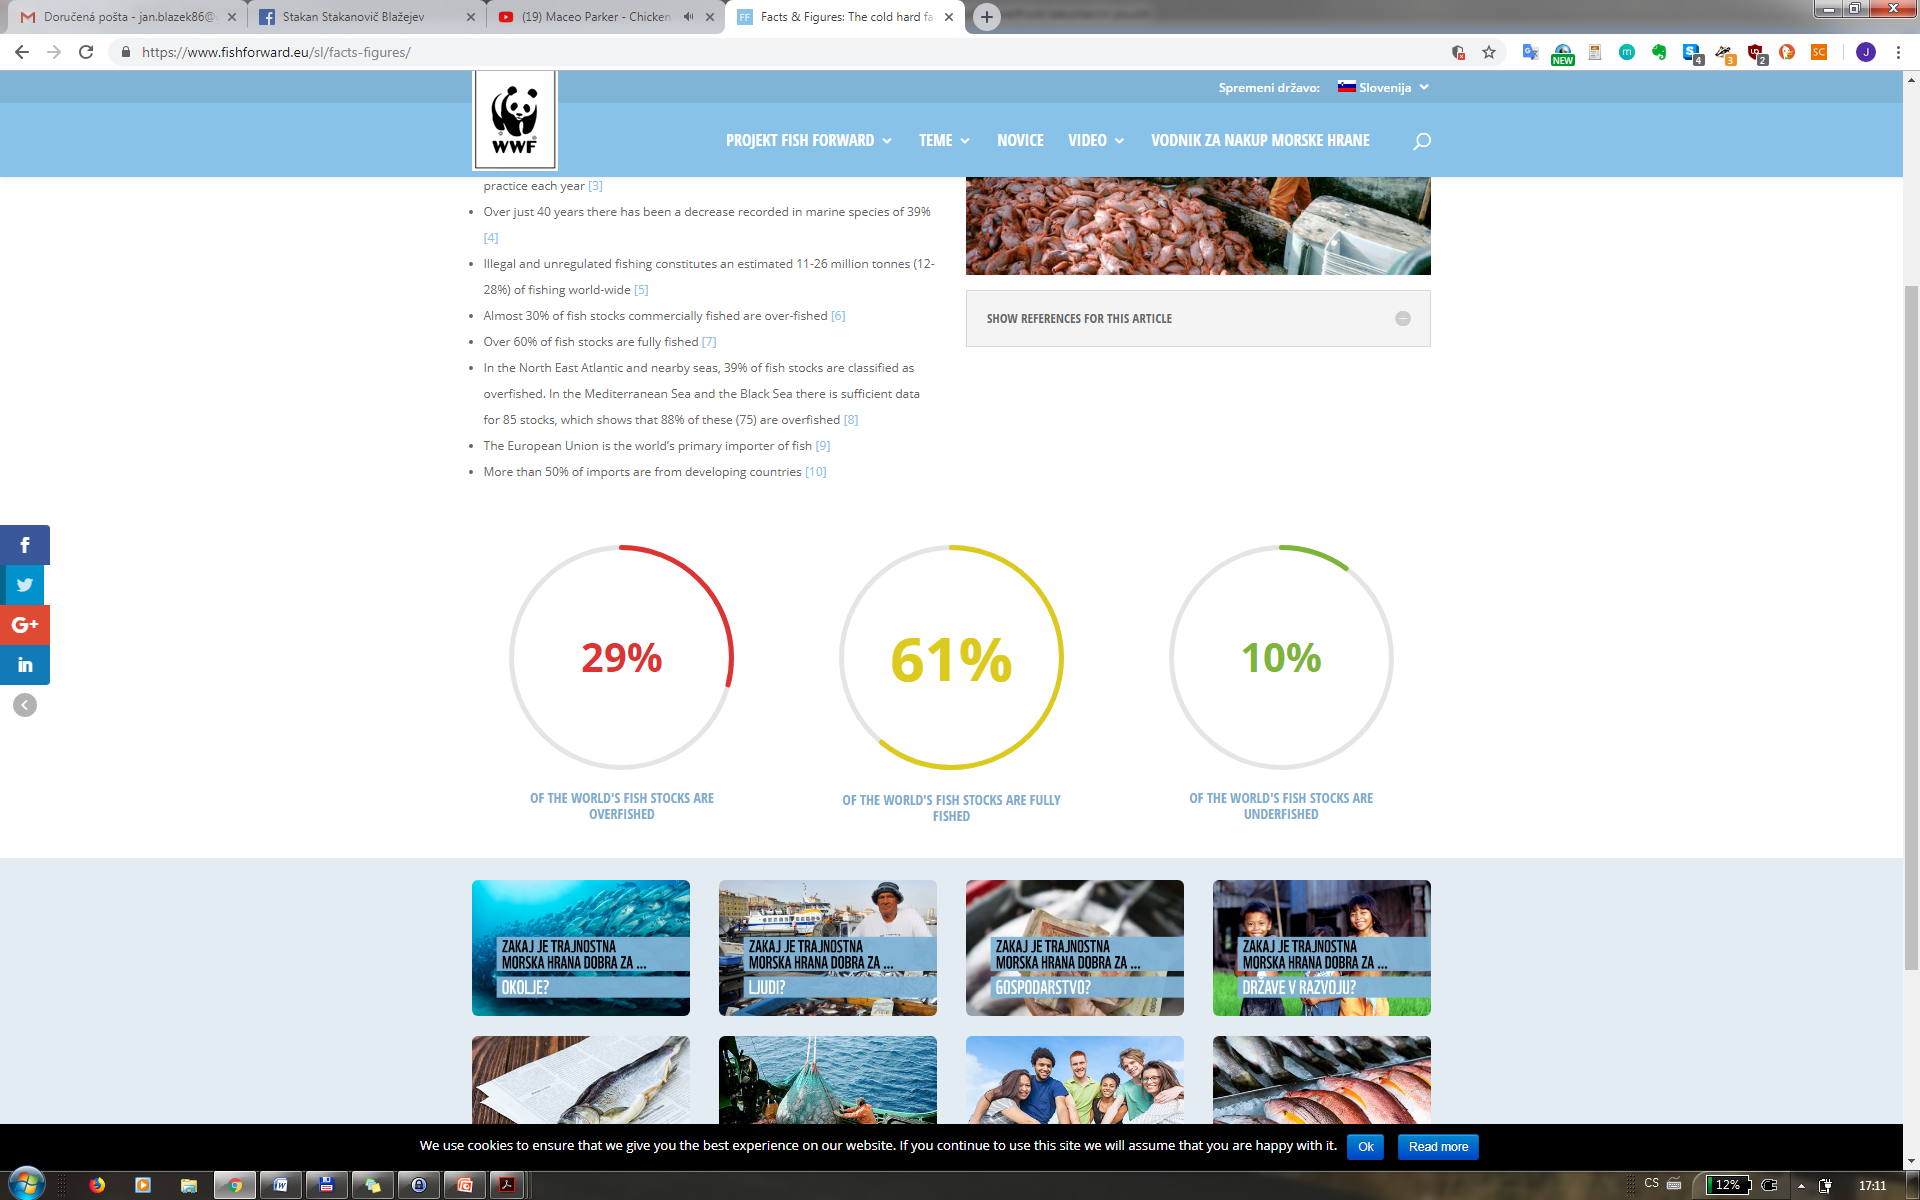 Doručená pošta - jan.blazek86@
Stakan Stakanovič Blažejev
(19) Maceo Parker - Chicken
FF
Facts & Figures: The cold hard fa
https://www.fishforward.eu/sl/facts-figures/
NEW
m
4
3
2
SC
J
WWF
Spremeni državo:
Slovenija
PROJEKT FISH FORWARD
TEME
NOVICE
VIDEO
VODNIK ZA NAKUP MORSKE HRANE
practice each year [3]
Over just 40 years there has been a decrease recorded in marine species of 39%
[4]
Illegal and unregulated fishing constitutes an estimated 11-26 million tonnes (12-
28%) of fishing world-wide [5]
Almost 30% of fish stocks commercially fished are over-fished [6]
Over 60% of fish stocks are fully fished [7]
In the North East Atlantic and nearby seas, 39% of fish stocks are classified as
overfished. In the Mediterranean Sea and the Black Sea there is sufficient data
for 85 stocks, which shows that 88% of these (75) are overfished [8]
The European Union is the world’s primary importer of fish [9]
More than 50% of imports are from developing countries [10]
SHOW REFERENCES FOR THIS ARTICLE
f
G+
in
29%
OF THE WORLD'S FISH STOCKS ARE
OVERFISHED
61%
OF THE WORLD'S FISH STOCKS ARE FULLY
FISHED
10%
OF THE WORLD'S FISH STOCKS ARE
UNDERFISHED
ZAKAJ JE TRAJNOSTNA
MORSKA HRANA DOBRA ZA ...
OKOLJE?
ZAKAJ JE TRAJNOSTNA
MORSKA HRANA DOBRA ZA ...
LJUDI?
ZAKAJ JE TRAJNOSTNA
MORSKA HRANA DOBRA ZA ...
GOSPODARSTVO?
ZAKAJ JE TRAJNOSTNA
MORSKA HRANA DOBRA ZA ...
DRŽAVE V RAZVOJU?
We use cookies to ensure that we give you the best experience on our website. If you continue to use this site we will assume that you are happy with it.
Ok
Read more
CS
12%
17:11